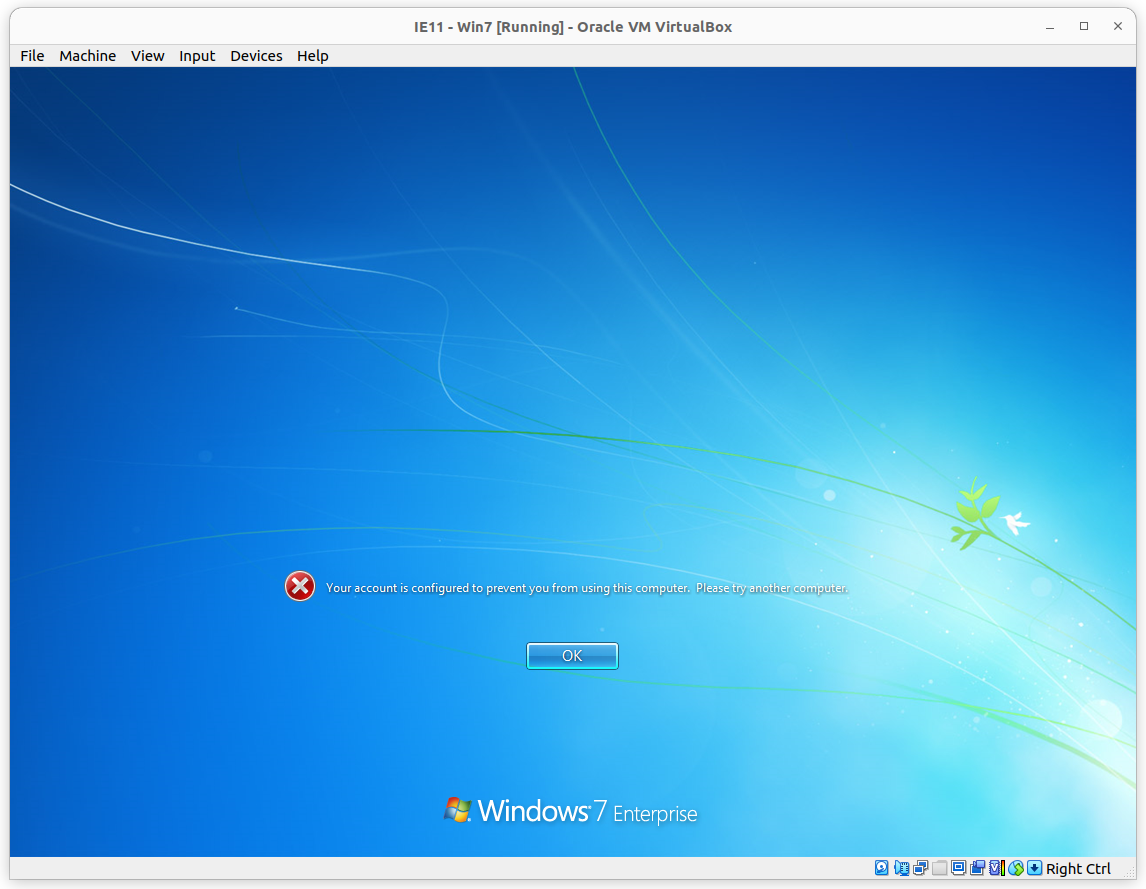 IE11 - Win7 [Running] - Oracle VM VirtualBox
File Machine View Input Devices Help
Your account is configured to prevent you from using this computer. Please try another computer.
OK
Windows 7 Enterprise
Right Ctrl